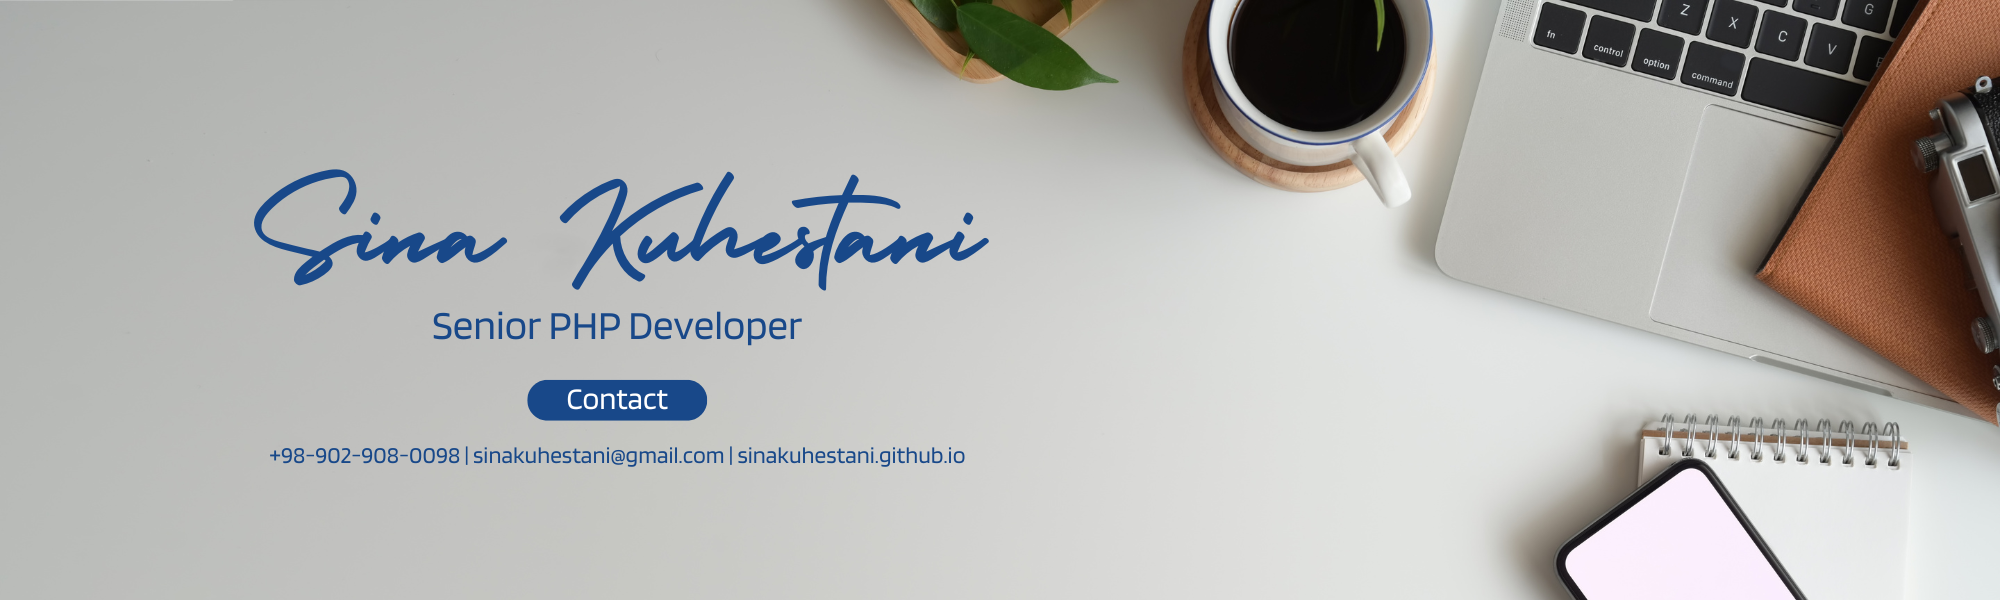 Z
X
C
V
G
fn
control
option
command
Sina Kuhestani
Senior PHP Developer
Contact
+98-902-908-0098 | sinakuhestani@gmail.com | sinakuhestani.github.io